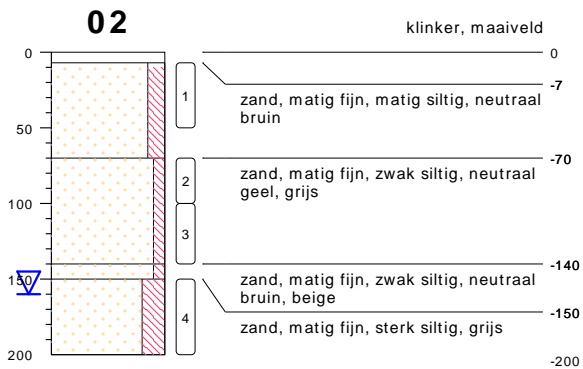 02
klinker, maaiveld
0
0
-7
1
zand, matig fijn, matig siltig, neutraal
bruin
50
-70
2
zand, matig fijn, zwak siltig, neutraal
geel, grijs
100
3
-140
150
zand, matig fijn, zwak siltig, neutraal
bruin, beige
-150
4
zand, matig fijn, sterk siltig, grijs
200
-200